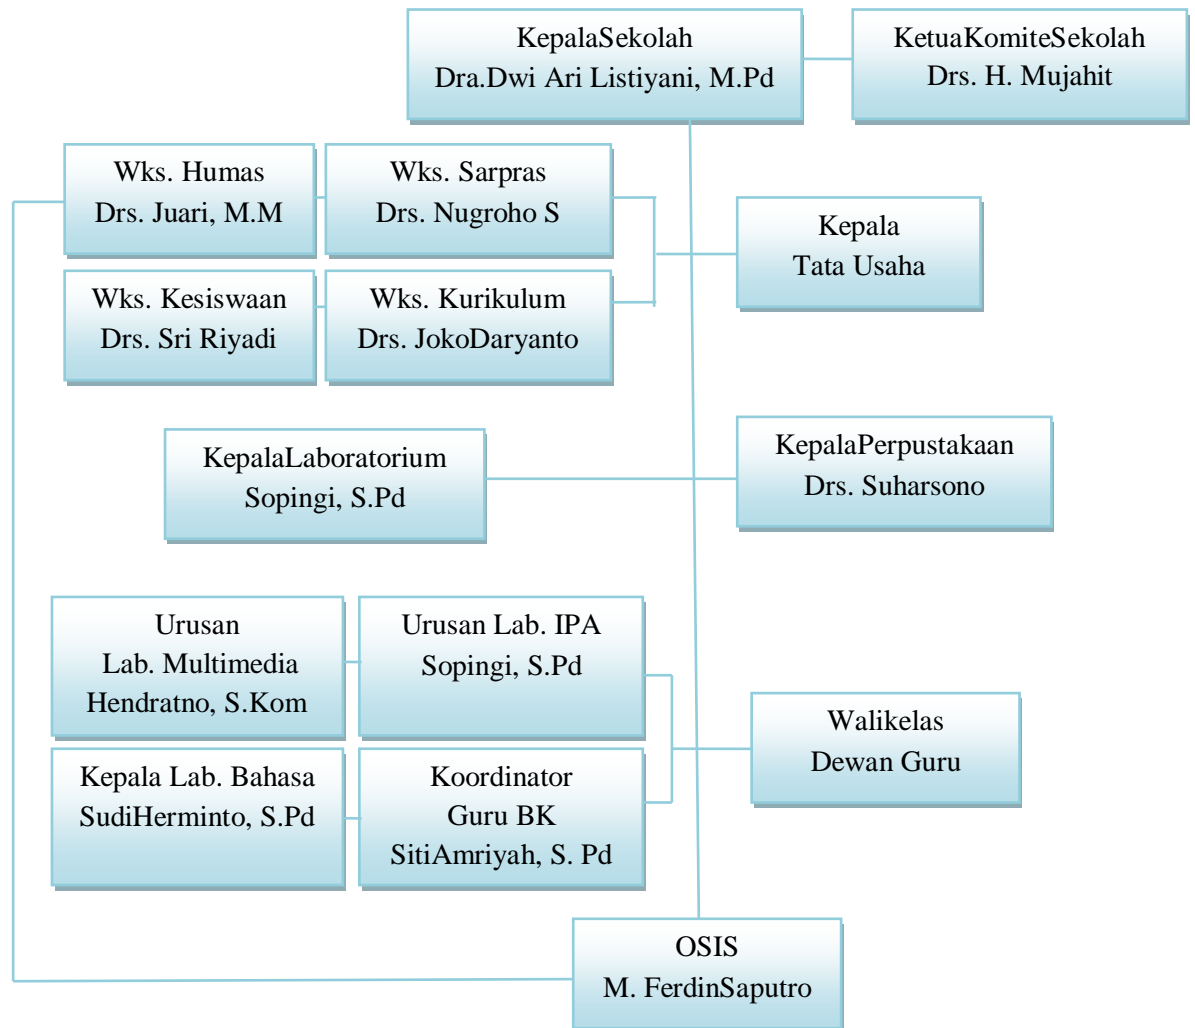 KepalaSekolah
Dra.Dwi Ari Listiyani, M.Pd
KetuaKomiteSekolah
Drs. H. Mujahit
Wks. Humas
Drs. Juari, M.M
Wks. Sarpras
Drs. Nugroho S
Kepala
Tata Usaha
Wks. Kesiswaan
Drs. Sri Riyadi
Wks. Kurikulum
Drs. JokoDaryanto
KepalaLaboratorium
Sopingi, S.Pd
KepalaPerpustakaan
Drs. Suharsono
Urusan
Lab. Multimedia
Hendratno, S.Kom
Urusan Lab. IPA
Sopingi, S.Pd
Walikelas
Dewan Guru
Kepala Lab. Bahasa
SudiHerminto, S.Pd
Koordinator
Guru BK
SitiAmriyah, S. Pd
OSIS
M. FerdinSaputro